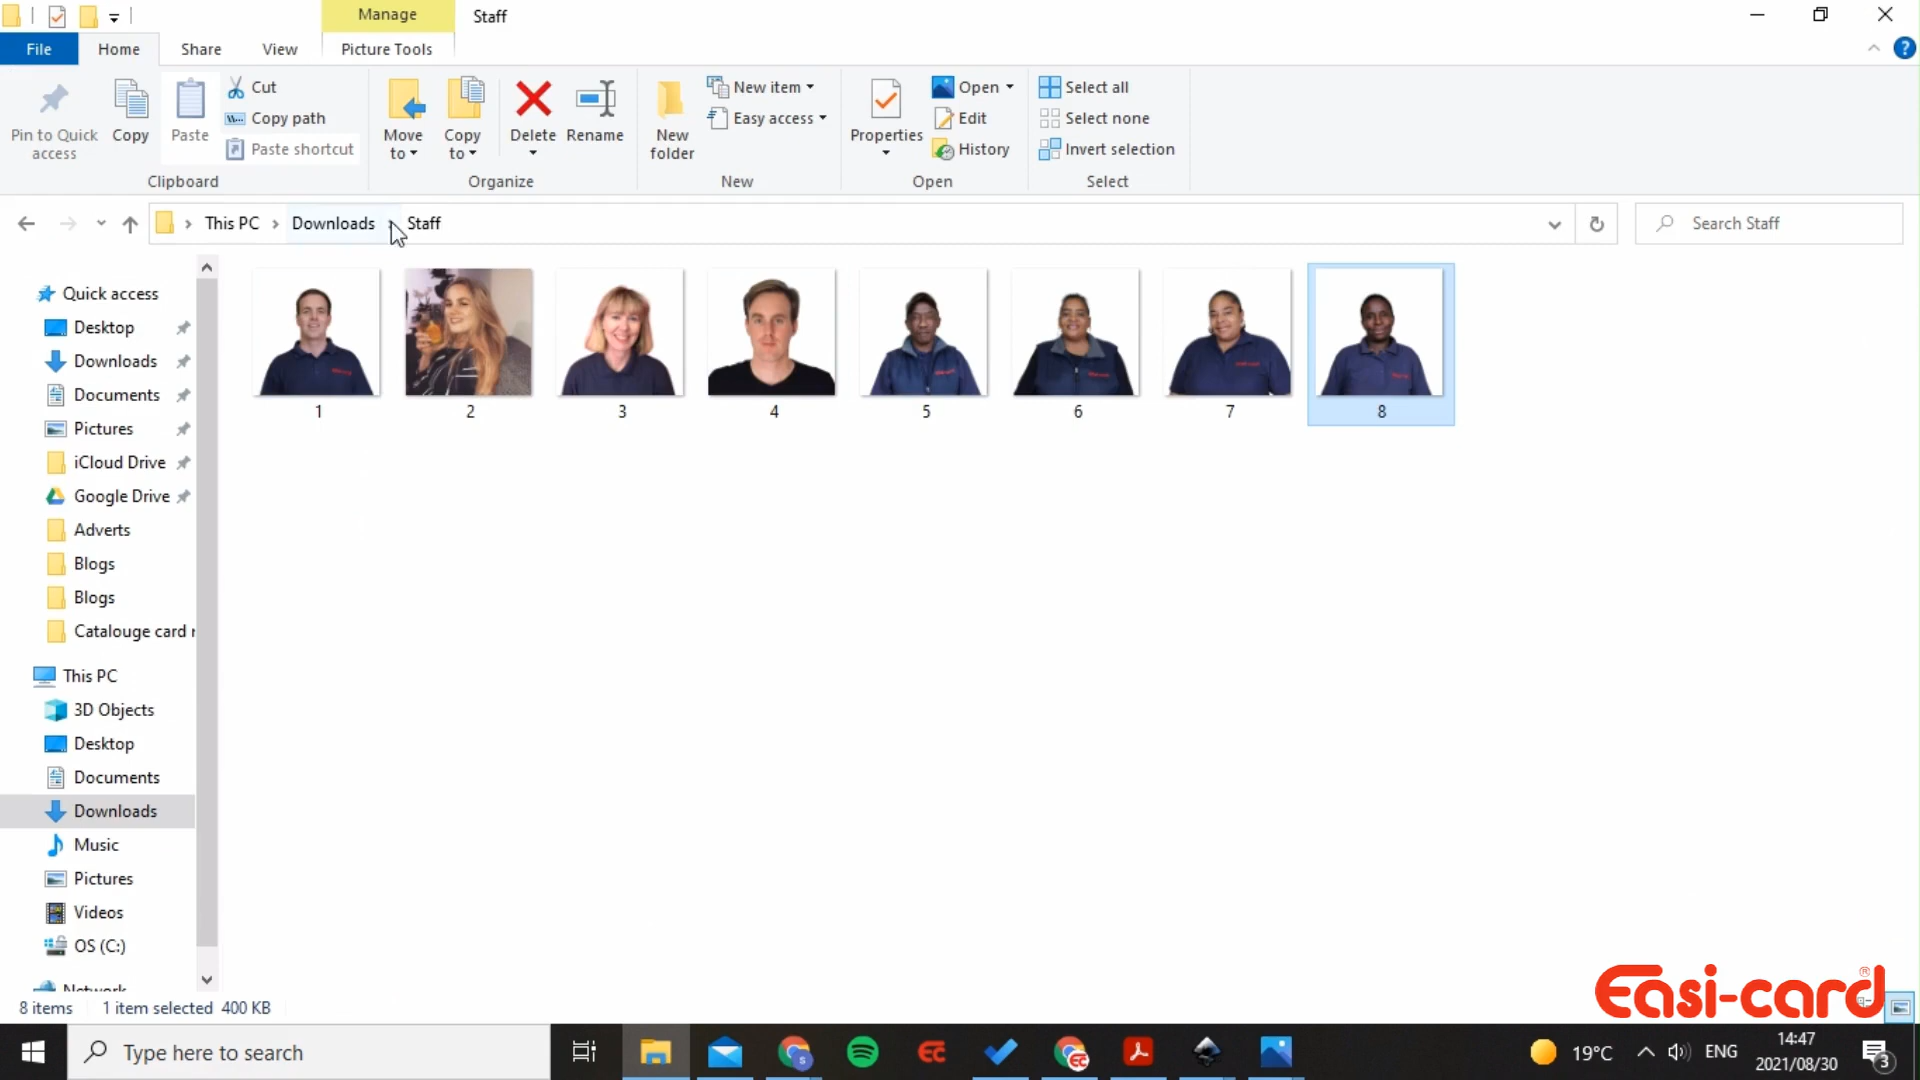 Manage
Staff
File
Home
Share
View
Picture Tools
Pin to Quick access
Copy
Paste
Cut
Copy path
Paste shortcut
Clipboard
Move to
Copy to
Delete
Rename
Organize
New folder
New item
Easy access
New
Properties
Open
Edit
History
Open
Select all
Select none
Invert selection
Select
This PC
Downloads
Staff
Search Staff
Quick access
Desktop
Downloads
Documents
Pictures
iCloud Drive
Google Drive
Adverts
Blogs
Blogs
Catalouge card
This PC
3D Objects
Desktop
Documents
Downloads
Music
Pictures
Videos
OS (C:)
Network
1
2
3
4
5
6
7
8
8 items
1 item selected 400 KB
Easi-card®
Type here to search
19°C
ENG
14:47
2021/08/30
3